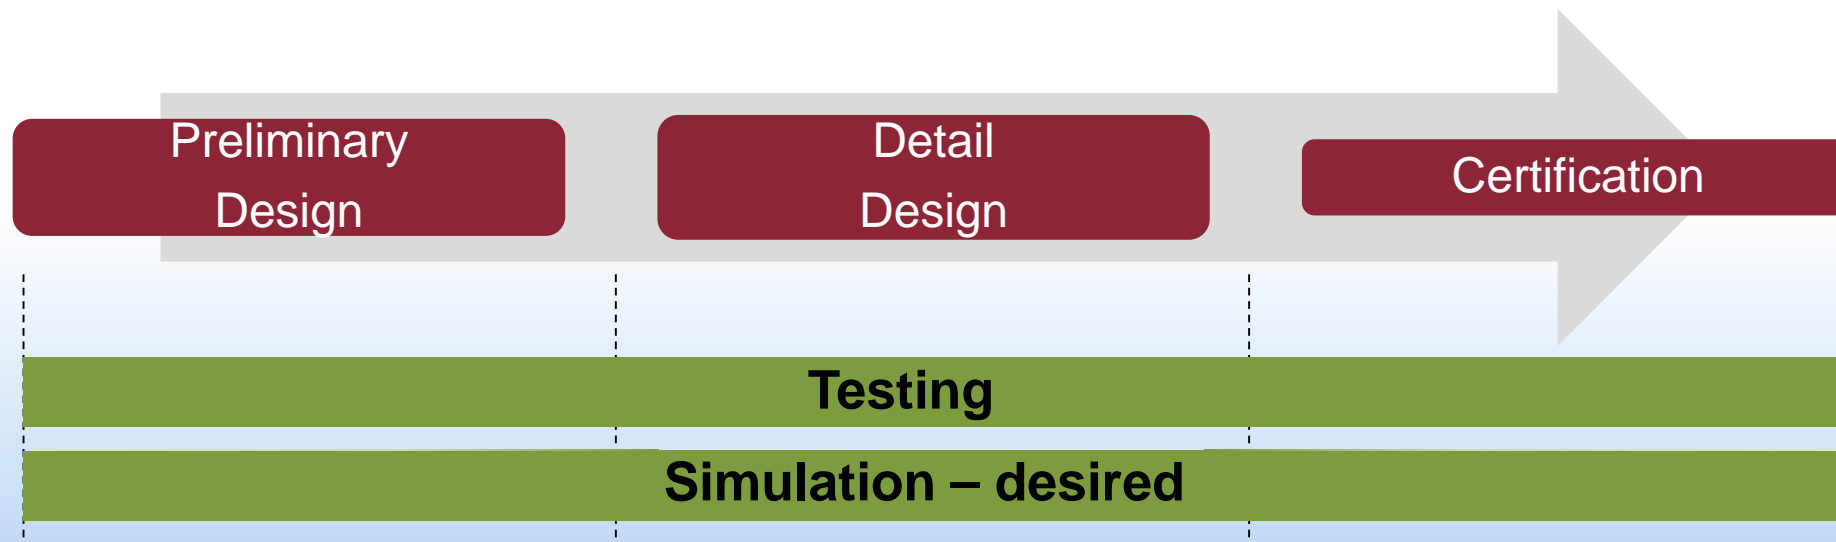 Preliminary
Design
Detail
Design
Certification
Testing
Simulation – desired